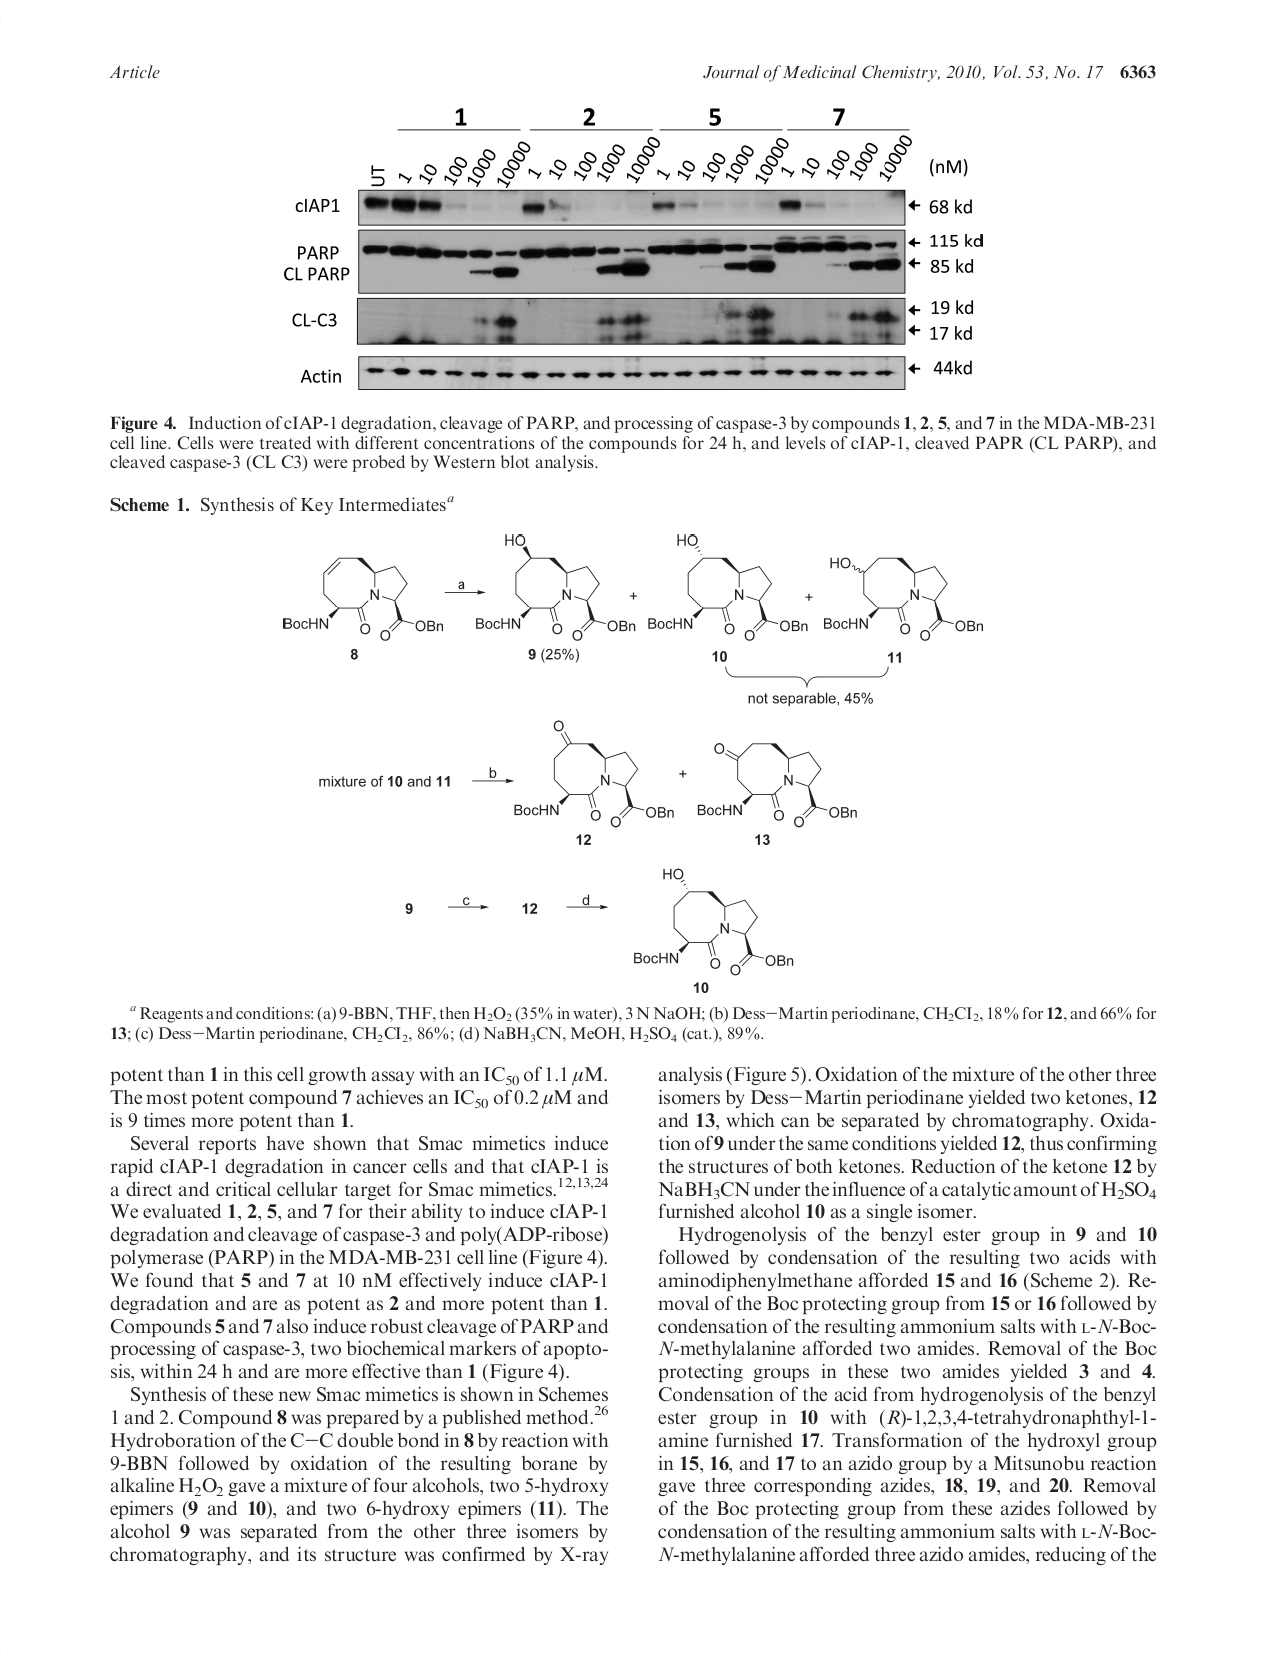 Article
Journal of Medicinal Chemistry, 2010, Vol. 53, No. 17 6363
1 2 5 7
UT 1 10 100 1000 10000 1 10 100 1000 10000 1 10 100 1000 10000 1 10 100 1000 10000 (nM)
cIAP1 68 kd
115 kd
PARP
CL PARP 85 kd
19 kd
CL-C3
17 kd
Actin 44kd
Figure 4. Induction of cIAP-1 degradation, cleavage of PARP, and processing of caspase-3 by compounds 1, 2, 5, and 7 in the MDA-MB-231
cell line. Cells were treated with different concentrations of the compounds for 24 h, and levels of cIAP-1, cleaved PAPR (CL PARP), and
cleaved caspase-3 (CL C3) were probed by Western blot analysis.
Scheme 1. Synthesis of Key Intermediatesᵃ
HO HO
HO
a
N N N N
+ +
BocHN O O OBn BocHN O O OBn BocHN O O OBn BocHN O O OBn
8 9 (25%) 10 11
not separable, 45%
O
O
mixture of 10 and 11 b N + N
BocHN O O OBn BocHN O O OBn
12 13
HO
9 c 12 d
N
BocHN O O OBn
10
ᵃ Reagents and conditions: (a) 9-BBN, THF, then H₂O₂ (35% in water), 3 N NaOH; (b) Dess−Martin periodinane, CH₂Cl₂, 18% for 12, and 66% for
13; (c) Dess−Martin periodinane, CH₂Cl₂, 86%; (d) NaBH₃CN, MeOH, H₂SO₄ (cat.), 89%.
potent than 1 in this cell growth assay with an IC₅₀ of 1.1 μM.
The most potent compound 7 achieves an IC₅₀ of 0.2 μM and
is 9 times more potent than 1.
Several reports have shown that Smac mimetics induce
rapid cIAP-1 degradation in cancer cells and that cIAP-1 is
a direct and critical cellular target for Smac mimetics.¹²,¹³,²⁴
We evaluated 1, 2, 5, and 7 for their ability to induce cIAP-1
degradation and cleavage of caspase-3 and poly(ADP-ribose)
polymerase (PARP) in the MDA-MB-231 cell line (Figure 4).
We found that 5 and 7 at 10 nM effectively induce cIAP-1
degradation and are as potent as 2 and more potent than 1.
Compounds 5 and 7 also induce robust cleavage of PARP and
processing of caspase-3, two biochemical markers of apopto-
sis, within 24 h and are more effective than 1 (Figure 4).
Synthesis of these new Smac mimetics is shown in Schemes
1 and 2. Compound 8 was prepared by a published method.²⁶
Hydroboration of the C−C double bond in 8 by reaction with
9-BBN followed by oxidation of the resulting borane by
alkaline H₂O₂ gave a mixture of four alcohols, two 5-hydroxy
epimers (9 and 10), and two 6-hydroxy epimers (11). The
alcohol 9 was separated from the other three isomers by
chromatography, and its structure was confirmed by X-ray
analysis (Figure 5). Oxidation of the mixture of the other three
isomers by Dess−Martin periodinane yielded two ketones, 12
and 13, which can be separated by chromatography. Oxida-
tion of 9 under the same conditions yielded 12, thus confirming
the structures of both ketones. Reduction of the ketone 12 by
NaBH₃CN under the influence of a catalytic amount of H₂SO₄
furnished alcohol 10 as a single isomer.
Hydrogenolysis of the benzyl ester group in 9 and 10
followed by condensation of the resulting two acids with
aminodiphenylmethane afforded 15 and 16 (Scheme 2). Re-
moval of the Boc protecting group from 15 or 16 followed by
condensation of the resulting ammonium salts with L-N-Boc-
N-methylalanine afforded two amides. Removal of the Boc
protecting groups in these two amides yielded 3 and 4.
Condensation of the acid from hydrogenolysis of the benzyl
ester group in 10 with (R)-1,2,3,4-tetrahydronaphthyl-1-
amine furnished 17. Transformation of the hydroxyl group
in 15, 16, and 17 to an azido group by a Mitsunobu reaction
gave three corresponding azides, 18, 19, and 20. Removal
of the Boc protecting group from these azides followed by
condensation of the resulting ammonium salts with L-N-Boc-
N-methylalanine afforded three azido amides, reducing of the